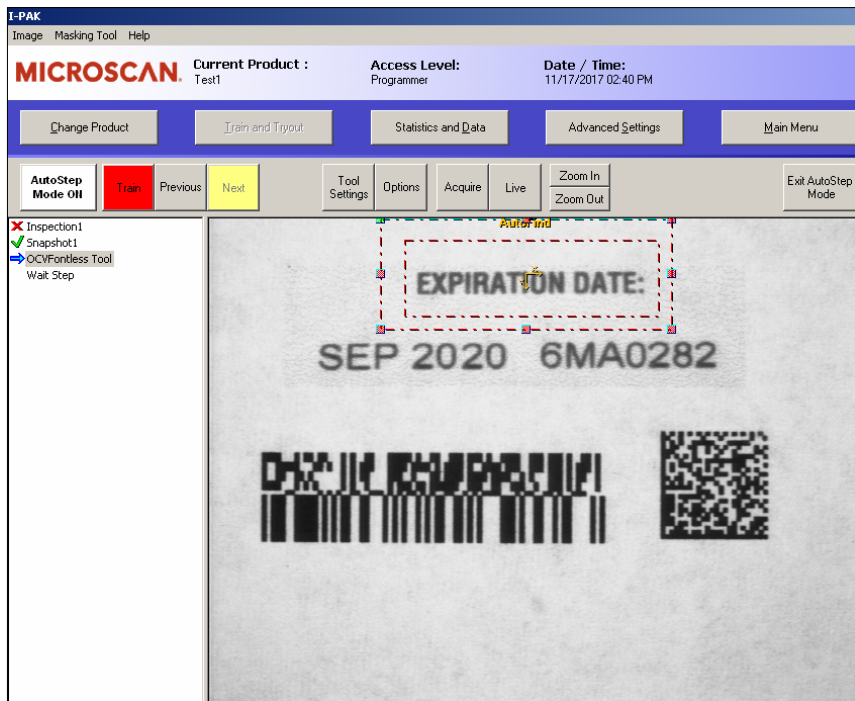 I-PAK
Image Masking Tool Help
MICROSCAN.
Current Product :
Test1
Access Level:
Programmer
Date / Time:
11/17/2017 02:40 PM
Change Product
Train and Tryout
Statistics and Data
Advanced Settings
Main Menu
AutoStep
Mode ON
Train
Previous
Next
Tool
Settings
Options
Acquire
Live
Zoom In
Zoom Out
Exit AutoStep
Mode
Inspection1
Snapshot1
OCVFontless Tool
Wait Step
AutoFind
EXPIRATION DATE:
SEP 2020 6MA0282